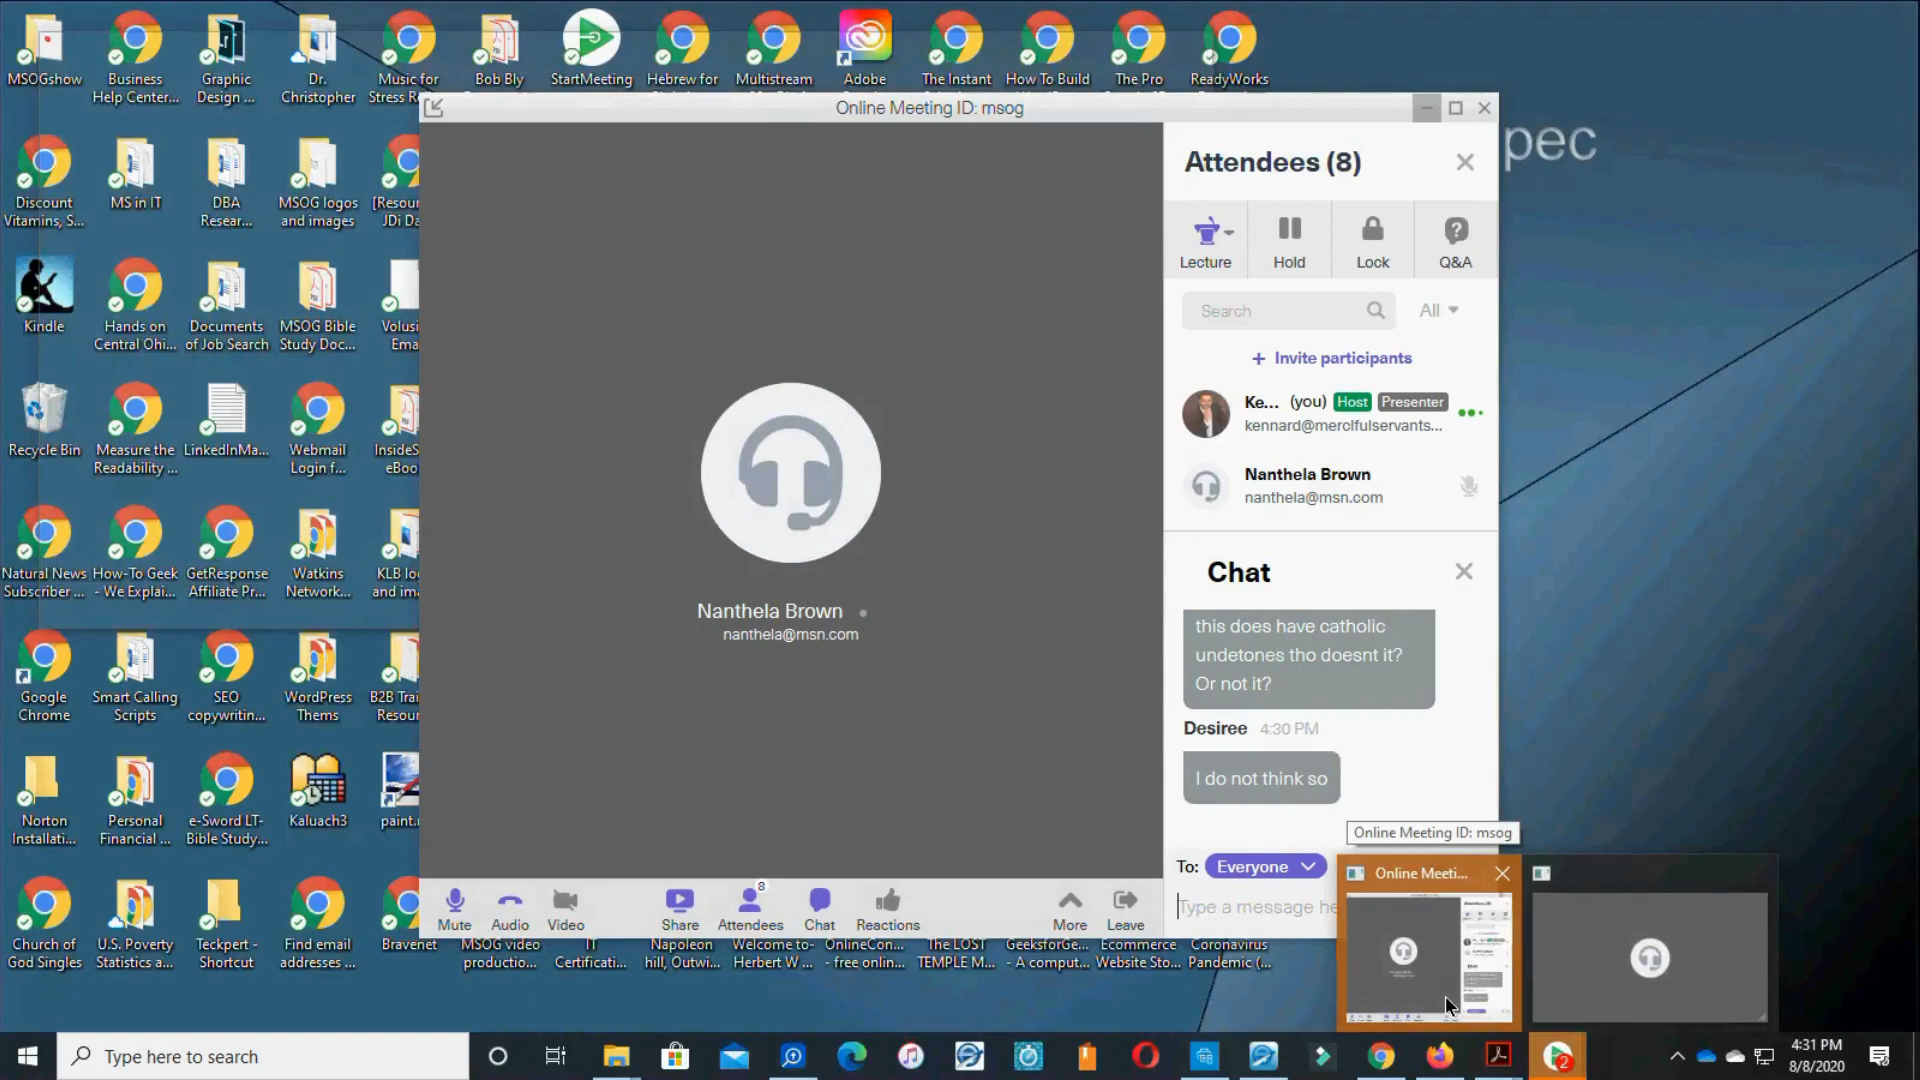 MSOGshow
Business
Help Center...
Graphic
Design ...
Dr.
Christopher
Music for
Stress Re
Bob Bly
StartMeeting
Hebrew for
Multistream
Adobe
The Instant
How To Build
The Pro
ReadyWorks
Online Meeting ID: msog
pec
Discount
Vitamins, S...
MS in IT
DBA
Resear...
MSOG logos
and images
[Resour
JDi Da
Kindle
Hands on
Central Ohi...
Documents
of Job Search
MSOG Bible
Study Doc...
Volusi
Ema
Recycle Bin
Measure the
Readability ...
LinkedInMa...
Webmail
Login f...
InsideS
eBoo
Natural News
Subscriber ...
How-To Geek
- We Explai...
GetResponse
Affiliate Pr...
Watkins
Network...
KLB lo
and im
Google
Chrome
Smart Calling
Scripts
SEO
copywritin...
WordPress
Thems
B2B Trai
Resour
Norton
Installati...
Personal
Financial ...
e-Sword LT-
Bible Study...
Kaluach3
paint.
Church of
God Singles
U.S. Poverty
Statistics a...
Teckpert -
Shortcut
Find email
addresses ...
Bravenet
MSOG video
productio...
IT
Certificati...
Napoleon
hill, Outwi...
Welcome to-
Herbert W ...
OnlineCon...
- free onlin...
The LOST
TEMPLE M...
GeeksforGe...
- A comput...
Ecommerce
Website Sto...
Coronavirus
Pandemic (...
Nanthela Brown
nanthela@msn.com
Mute
Audio
Video
Share
8
Attendees
Chat
Reactions
More
Leave
Attendees (8)
Lecture
Hold
Lock
Q&A
Search
All
+ Invite participants
Ke... (you) Host Presenter
kennard@mercifulservants...
Nanthela Brown
nanthela@msn.com
Chat
this does have catholic
undetones tho doesnt it?
Or not it?
Desiree 4:30 PM
I do not think so
Online Meeting ID: msog
To: Everyone
Type a message he
Online Meeti...
Type here to search
2
4:31 PM
8/8/2020